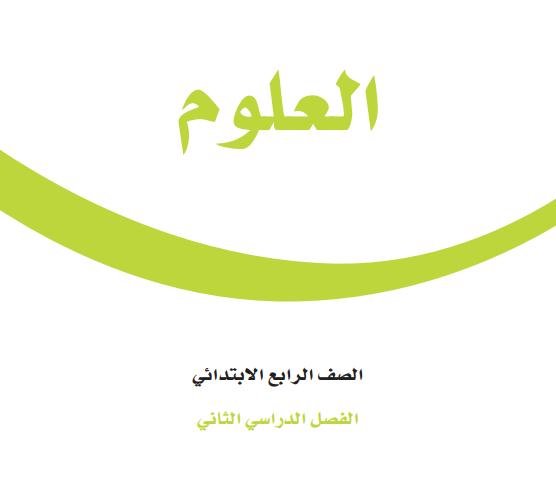 العلوم
الصف الرابع الابتدائي
الفصل الدراسي الثاني